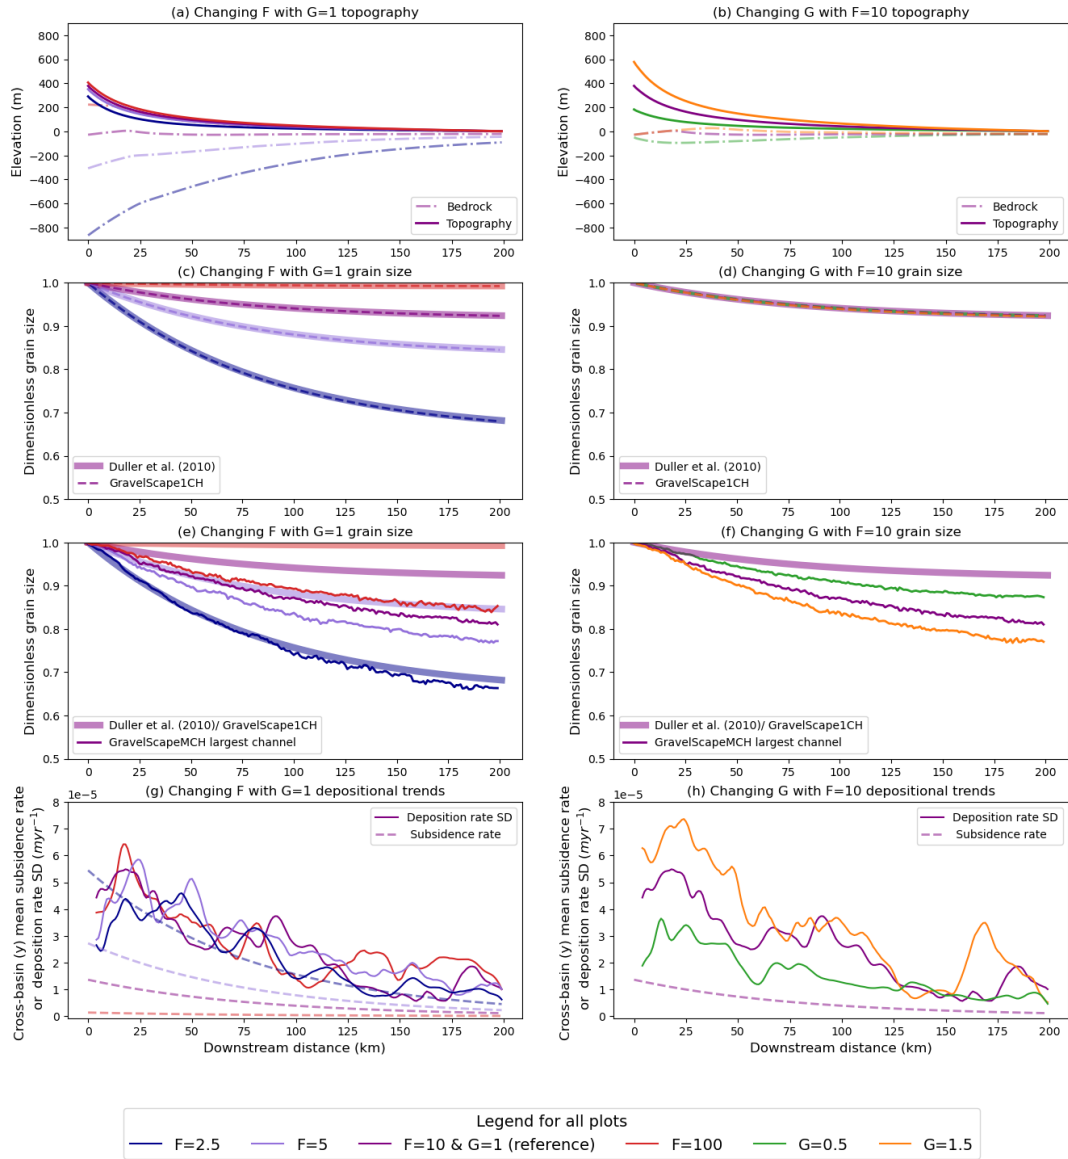 (a) Changing F with G=1 topography
Elevation (m)
800
600
400
200
0
−200
−400
−600
−800
Bedrock
Topography
0 25 50 75 100 125 150 175 200
(b) Changing G with F=10 topography
Elevation (m)
800
600
400
200
0
−200
−400
−600
−800
Bedrock
Topography
0 25 50 75 100 125 150 175 200
(c) Changing F with G=1 grain size
Dimensionless grain size
1.0
0.9
0.8
0.7
0.6
0.5
Duller et al. (2010)
GravelScape1CH
0 25 50 75 100 125 150 175 200
(d) Changing G with F=10 grain size
Dimensionless grain size
1.0
0.9
0.8
0.7
0.6
0.5
Duller et al. (2010)
GravelScape1CH
0 25 50 75 100 125 150 175 200
(e) Changing F with G=1 grain size
Dimensionless grain size
1.0
0.9
0.8
0.7
0.6
0.5
Duller et al. (2010)/ GravelScape1CH
GravelScapeMCH largest channel
0 25 50 75 100 125 150 175 200
(f) Changing G with F=10 grain size
Dimensionless grain size
1.0
0.9
0.8
0.7
0.6
0.5
Duller et al. (2010)/ GravelScape1CH
GravelScapeMCH largest channel
0 25 50 75 100 125 150 175 200
(g) Changing F with G=1 depositional trends
1e−5
Cross-basin (y) mean subsidence rate
or deposition rate SD (myr⁻¹)
8
7
6
5
4
3
2
1
0
Deposition rate SD
Subsidence rate
0 25 50 75 100 125 150 175 200
Downstream distance (km)
(h) Changing G with F=10 depositional trends
1e−5
Cross-basin (y) mean subsidence rate
or deposition rate SD (myr⁻¹)
8
7
6
5
4
3
2
1
0
Deposition rate SD
Subsidence rate
0 25 50 75 100 125 150 175 200
Downstream distance (km)
Legend for all plots
F=2.5 F=5 F=10 & G=1 (reference) F=100 G=0.5 G=1.5